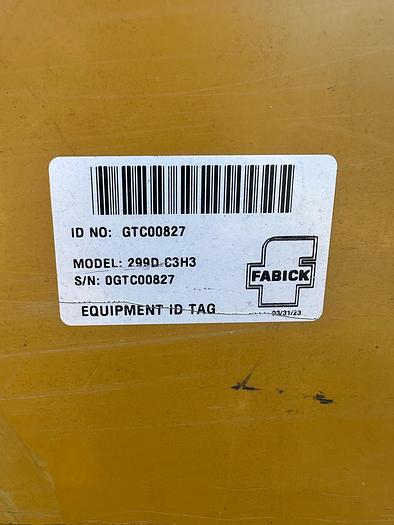 ID NO: GTC00827
MODEL: 299D C3H3
S/N: 0GTC00827
FABICK
EQUIPMENT ID TAG
03/31/23